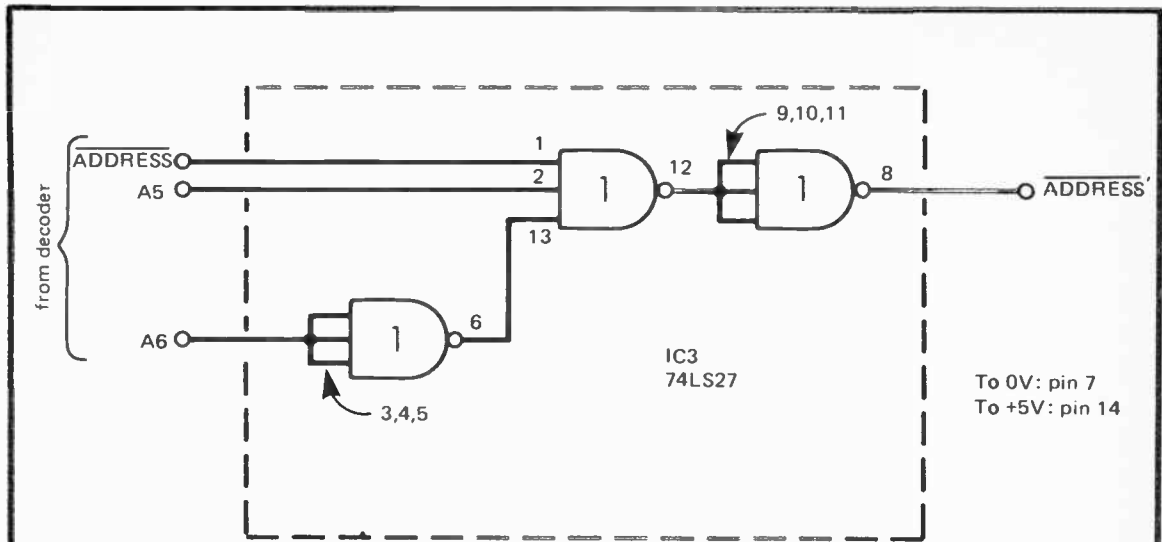 9,10,11
ADDRESS
1
12
8
ADDRESS'
A5
2
1
1
13
from decoder
A6
6
1
IC3
74LS27
To 0V: pin 7
To +5V: pin 14
3,4,5